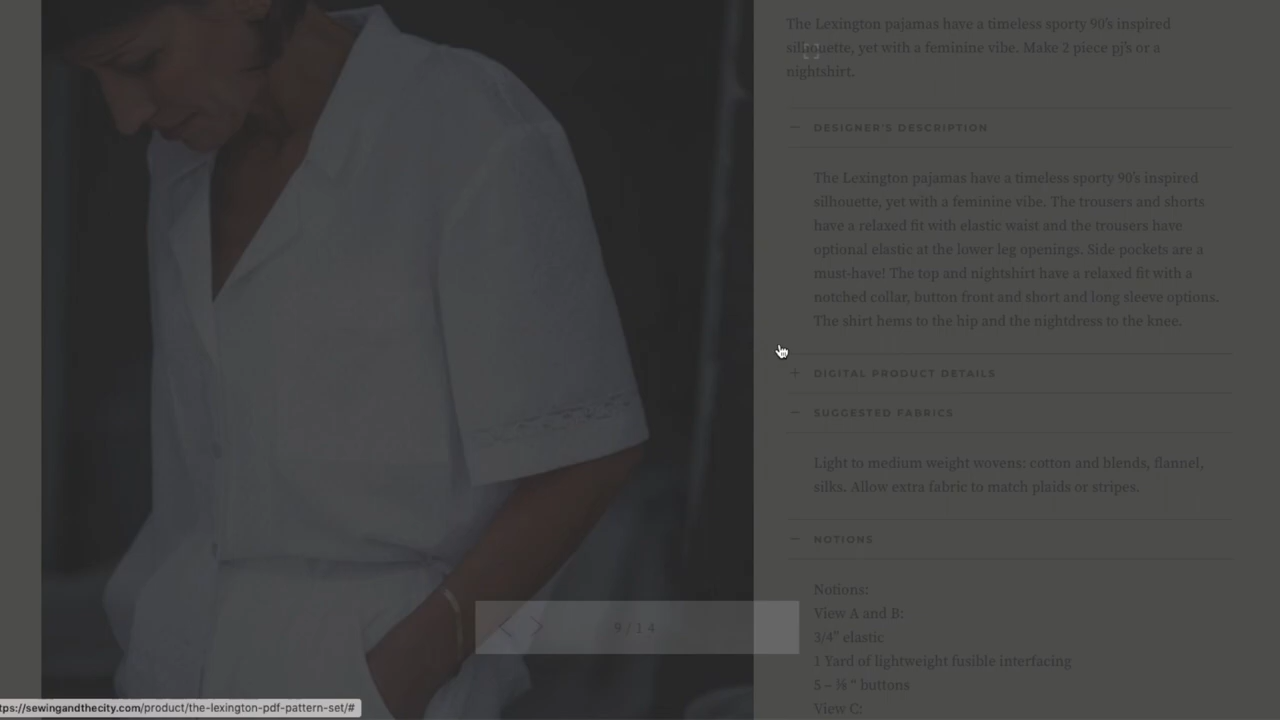 The Lexington pajamas have a timeless sporty 90's inspired
silhouette, yet with a feminine vibe. Make 2 piece pj's or a
nightshirt.
DESIGNER'S DESCRIPTION
The Lexington pajamas have a timeless sporty 90's inspired
silhouette, yet with a feminine vibe. The trousers and shorts
have a relaxed fit with elastic waist and the trousers have
optional elastic at the lower leg openings. Side pockets are a
must-have! The top and nightshirt have a relaxed fit with a
notched collar, button front and short and long sleeve options.
The shirt hems to the hip and the nightdress to the knee.
DIGITAL PRODUCT DETAILS
SUGGESTED FABRICS
Light to medium weight wovens: cotton and blends, flannel,
silks. Allow extra fabric to match plaids or stripes.
NOTIONS
Notions:
View A and B:
3/4" elastic
1 Yard of lightweight fusible interfacing
5 – ⅝ " buttons
View C:
9/14
tps://sewingandthecity.com/product/the-lexington-pdf-pattern-set/#